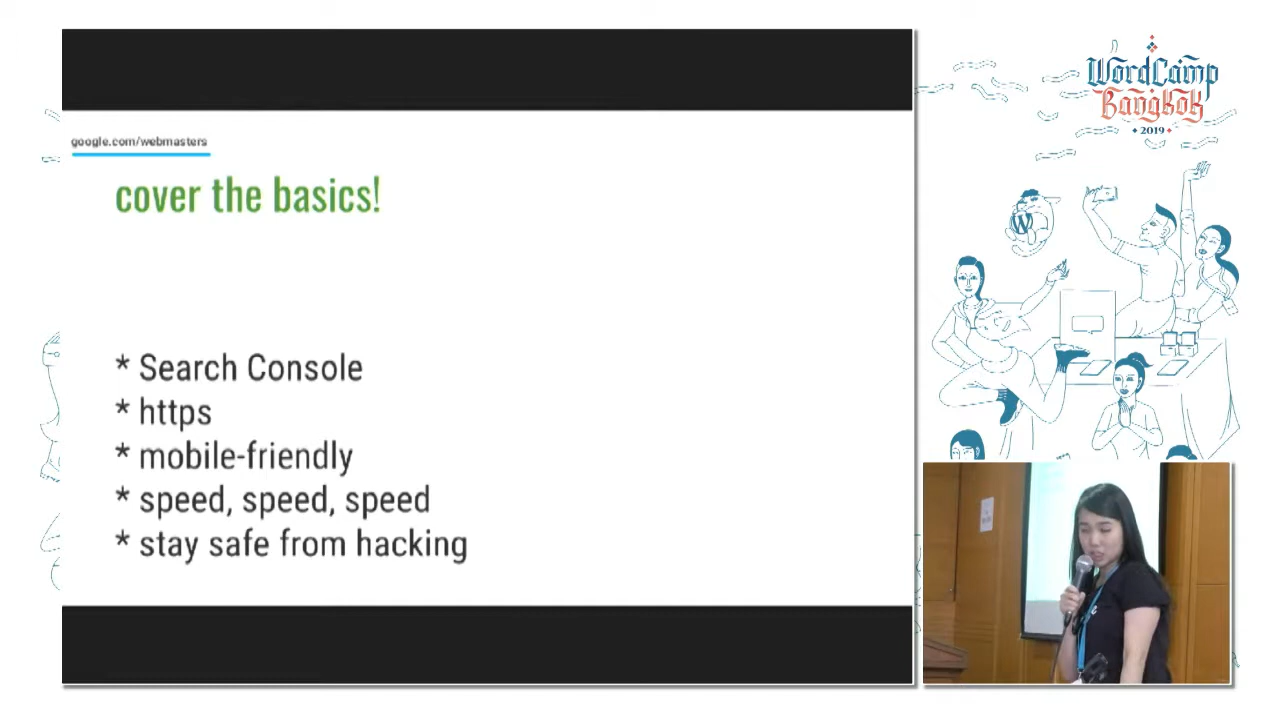 google.com/webmasters
cover the basics!
* Search Console
* https
* mobile-friendly
* speed, speed, speed
* stay safe from hacking
WordCamp
Bangkok
2019
W